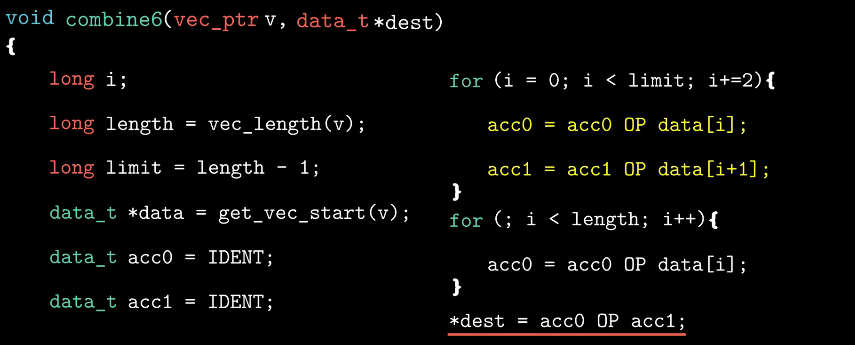 void combine6(vec_ptr v, data_t *dest)
{
long i;
long length = vec_length(v);
long limit = length - 1;
data_t *data = get_vec_start(v);
data_t acc0 = IDENT;
data_t acc1 = IDENT;
for (i = 0; i < limit; i+=2){
acc0 = acc0 OP data[i];
acc1 = acc1 OP data[i+1];
}
for (; i < length; i++){
acc0 = acc0 OP data[i];
}
*dest = acc0 OP acc1;